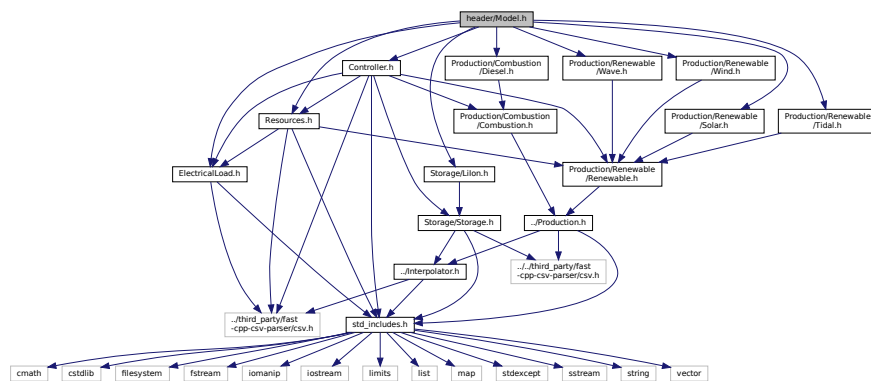 header/Model.h
Controller.h
Production/Combustion
/Diesel.h
Production/Renewable
/Wave.h
Production/Renewable
/Wind.h
Resources.h
Production/Combustion
/Combustion.h
Production/Renewable
/Solar.h
Production/Renewable
/Tidal.h
ElectricalLoad.h
Storage/LiIon.h
Production/Renewable
/Renewable.h
Storage/Storage.h
../Production.h
../Interpolator.h
../../third_party/fast
-cpp-csv-parser/csv.h
../third_party/fast
-cpp-csv-parser/csv.h
std_includes.h
cmath
cstdlib
filesystem
fstream
iomanip
iostream
limits
list
map
stdexcept
sstream
string
vector